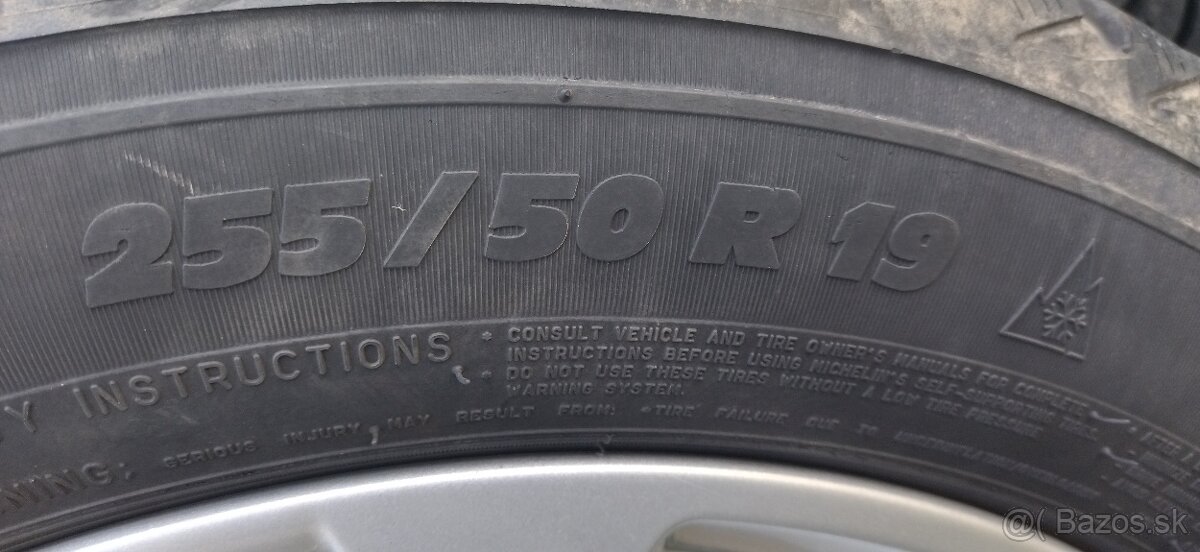 255/50 R 19
Y INSTRUCTIONS
* CONSULT VEHICLE AND TIRE OWNER'S MANUALS FOR COMPLETE
INSTRUCTIONS BEFORE USING MICHELIN'S SELF-SUPPORTING TIRES.
* DO NOT USE THESE TIRES WITHOUT A LOW TIRE PRESSURE
WARNING SYSTEM.
NING: SERIOUS INJURY MAY RESULT FROM: *TIRE FAILURE DUE TO
@( Bazos.sk